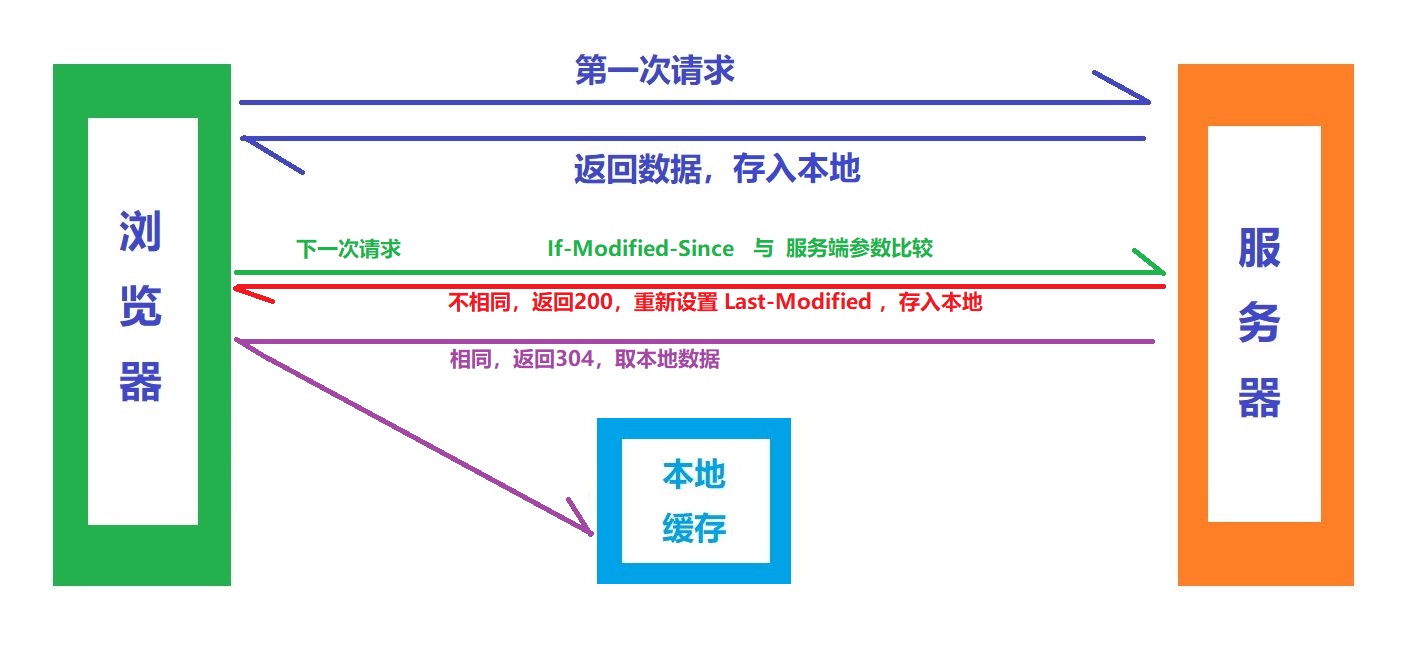 第一次请求
返回数据，存入本地
下一次请求 If-Modified-Since 与 服务端参数比较
不相同，返回200，重新设置 Last-Modified ，存入本地
相同，返回304，取本地数据
浏
览
器
服
务
器
本地
缓存